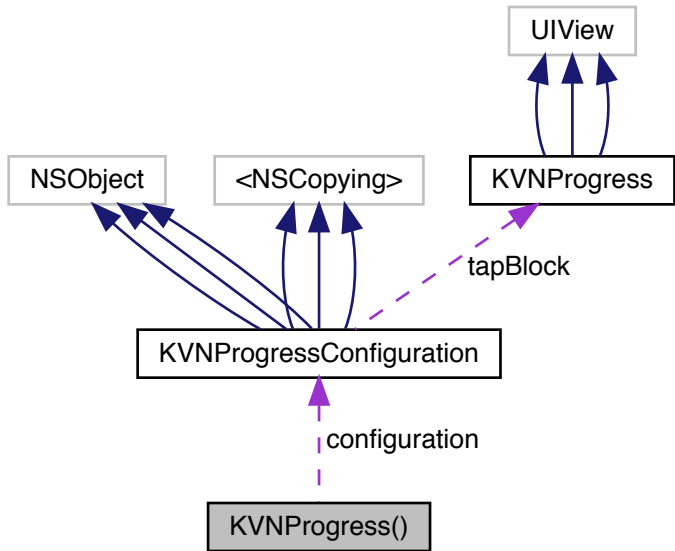 UIView
NSObject
<NSCopying>
KVNProgress
tapBlock
KVNProgressConfiguration
configuration
KVNProgress()